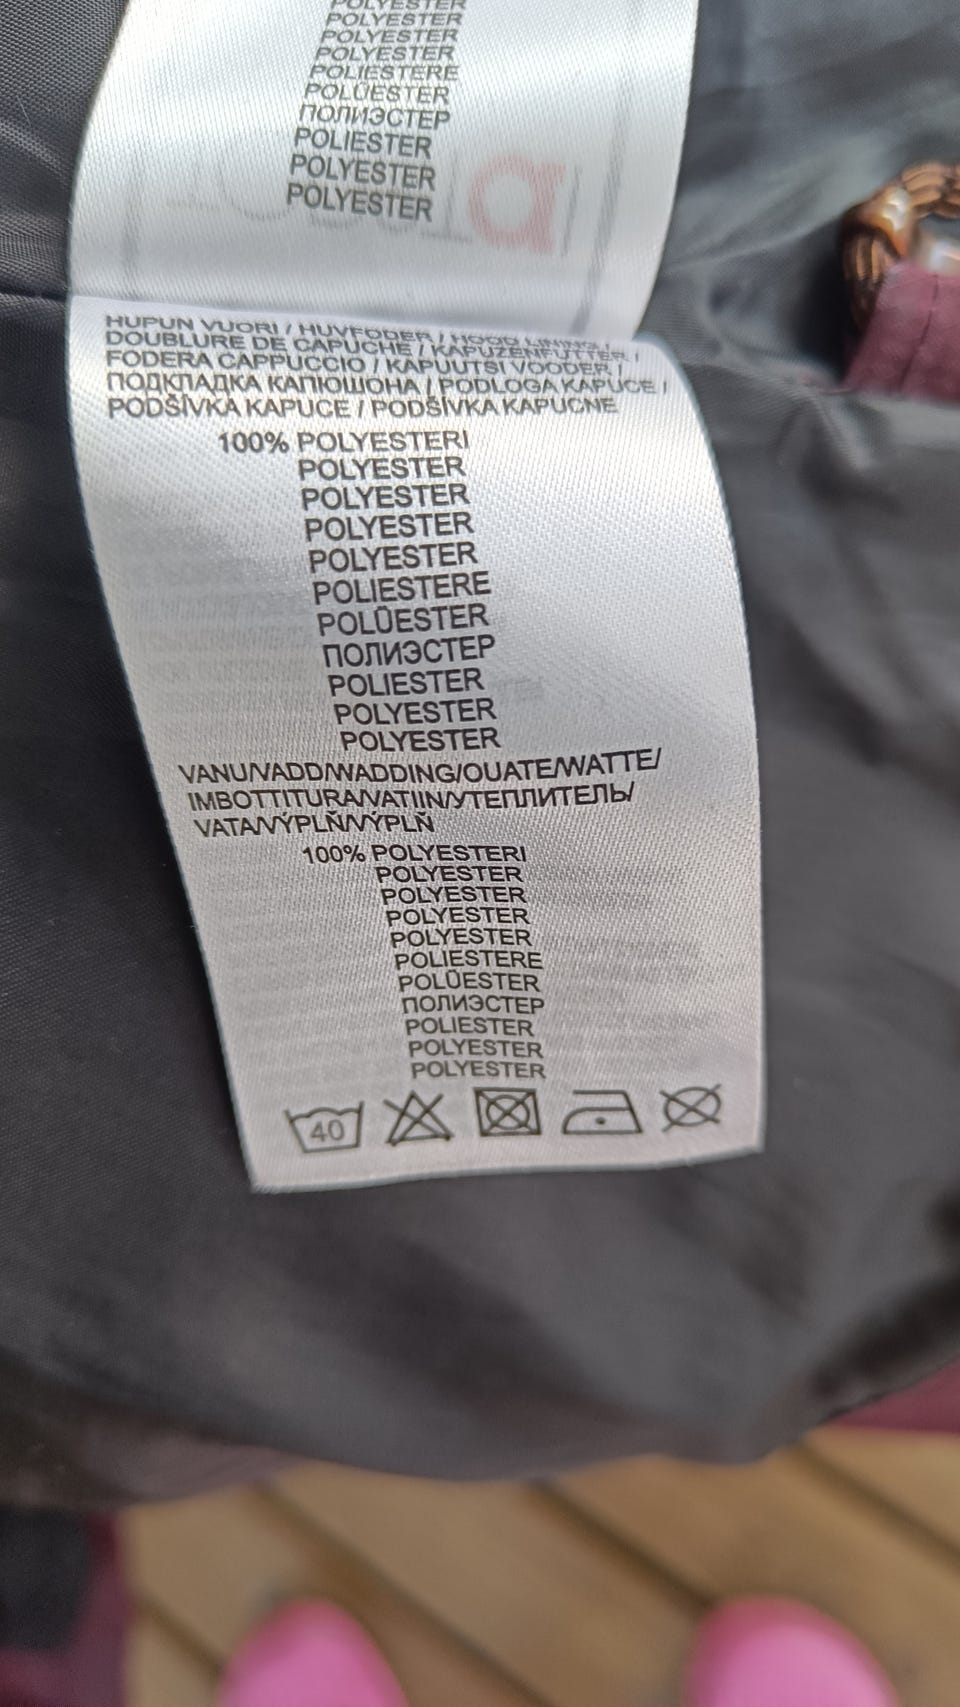 POLYESTER
POLYESTER
POLYESTER
POLYESTER
POLIESTERE
POLÜESTER
ПОЛИЭСТЕР
POLIESTER
POLYESTER
POLYESTER
HUPUN VUORI / HUVFODER / HOOD LINING /
DOUBLURE DE CAPUCHE / KAPUZENFUTTER /
FODERA CAPPUCCIO / KAPUUTSI VOODER /
ПОДКЛАДКА КАПЮШОНА / PODLOGA KAPUCE /
PODŠÍVKA KAPUCE / PODŠÍVKA KAPUCNE
100% POLYESTERI
POLYESTER
POLYESTER
POLYESTER
POLYESTER
POLIESTERE
POLÜESTER
ПОЛИЭСТЕР
POLIESTER
POLYESTER
POLYESTER
VANU/VADD/WADDING/OUATE/WATTE/
IMBOTTITURA/VATIIN/УТЕПЛИТЕЛЬ/
VATA/VÝPLŇ/VÝPLŇ
100% POLYESTERI
POLYESTER
POLYESTER
POLYESTER
POLYESTER
POLIESTERE
POLÜESTER
ПОЛИЭСТЕР
POLIESTER
POLYESTER
POLYESTER
40